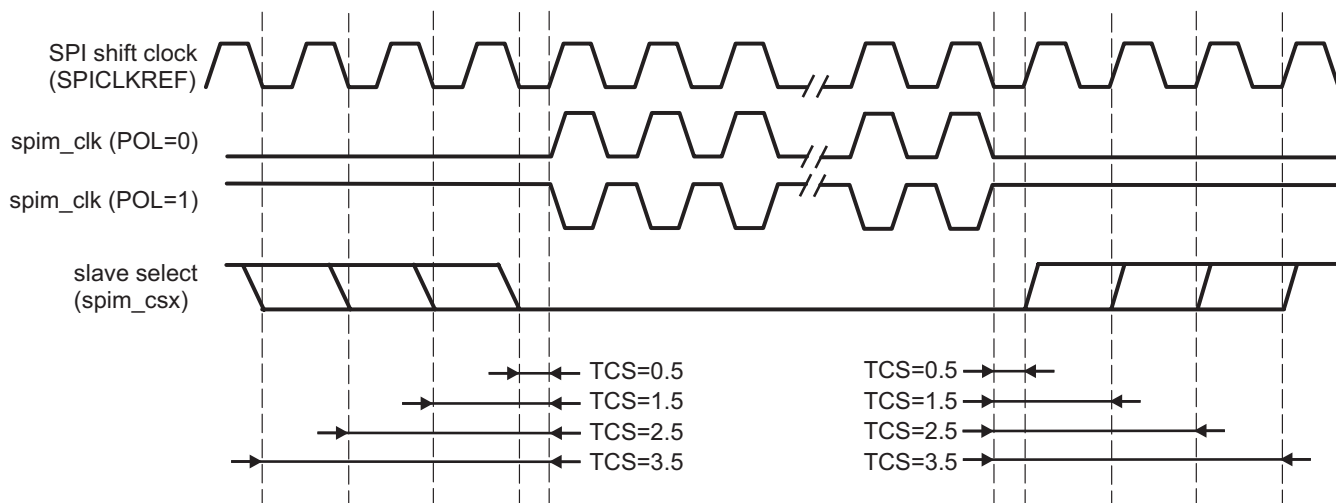 SPI shift clock
(SPICLKREF)
spim_clk (POL=0)
spim_clk (POL=1)
slave select
(spim_csx)
TCS=0.5
TCS=1.5
TCS=2.5
TCS=3.5
TCS=0.5
TCS=1.5
TCS=2.5
TCS=3.5